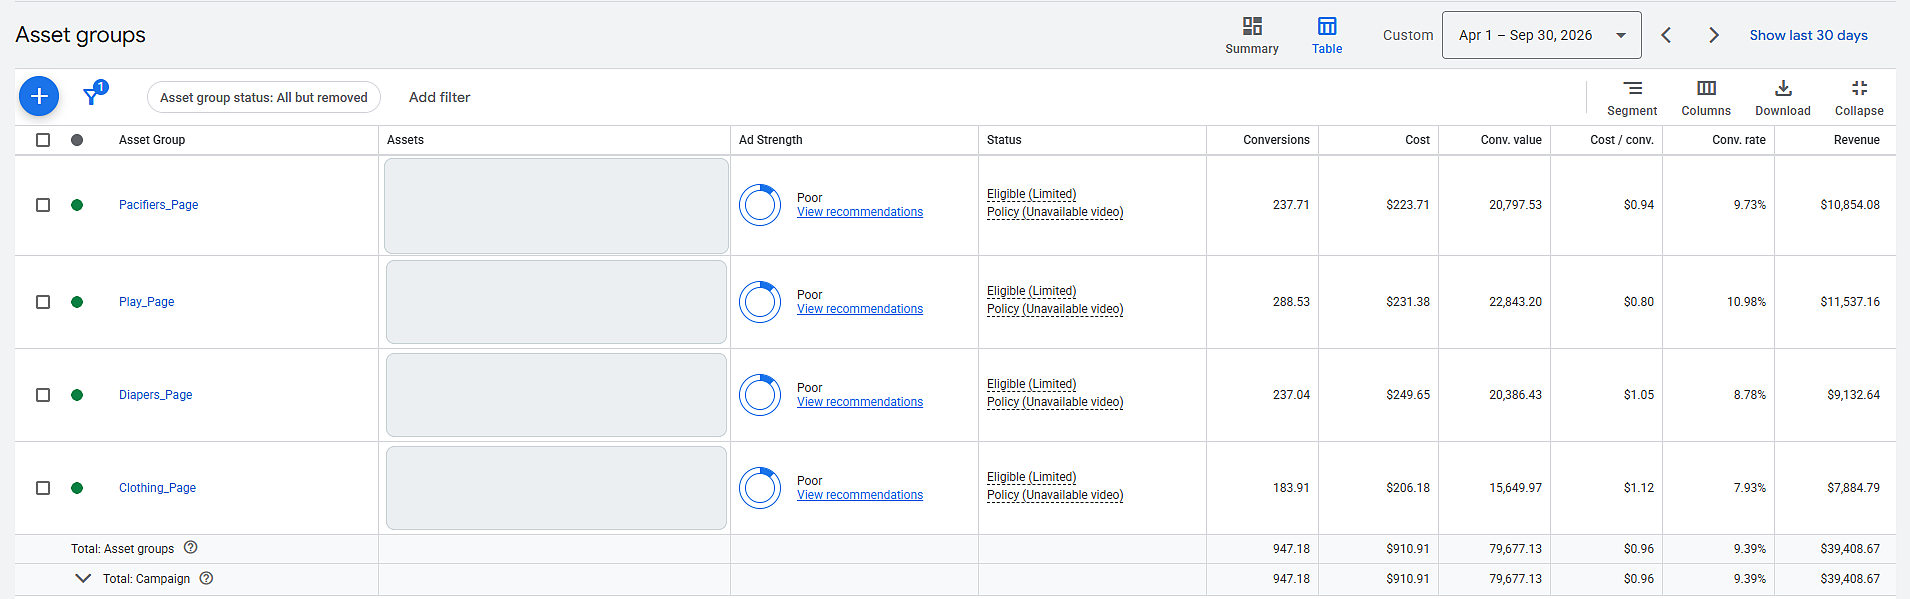 Asset groups
Summary
Table
Custom
Apr 1 – Sep 30, 2026
Show last 30 days
1
Asset group status: All but removed
Add filter
Segment
Columns
Download
Collapse
Asset Group Assets Ad Strength Status Conversions Cost Conv. value Cost / conv. Conv. rate Revenue
Pacifiers_Page Poor View recommendations Eligible (Limited) Policy (Unavailable video) 237.71 $223.71 20,797.53 $0.94 9.73% $10,854.08
Play_Page Poor View recommendations Eligible (Limited) Policy (Unavailable video) 288.53 $231.38 22,843.20 $0.80 10.98% $11,537.16
Diapers_Page Poor View recommendations Eligible (Limited) Policy (Unavailable video) 237.04 $249.65 20,386.43 $1.05 8.78% $9,132.64
Clothing_Page Poor View recommendations Eligible (Limited) Policy (Unavailable video) 183.91 $206.18 15,649.97 $1.12 7.93% $7,884.79
Total: Asset groups 947.18 $910.91 79,677.13 $0.96 9.39% $39,408.67
Total: Campaign 947.18 $910.91 79,677.13 $0.96 9.39% $39,408.67